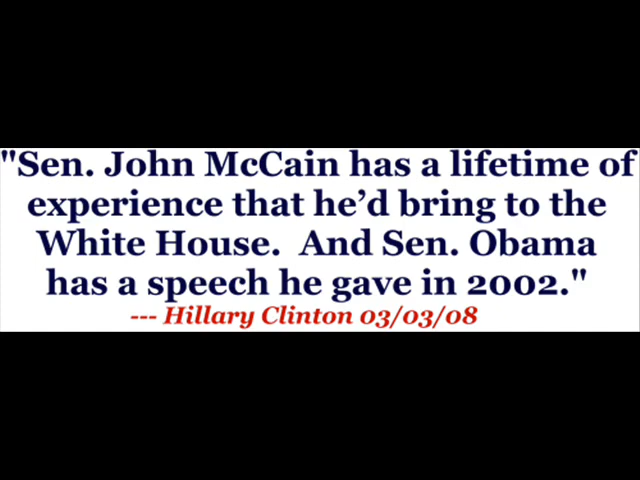 "Sen. John McCain has a lifetime of
experience that he’d bring to the
White House.  And Sen. Obama
has a speech he gave in 2002."
--- Hillary Clinton 03/03/08